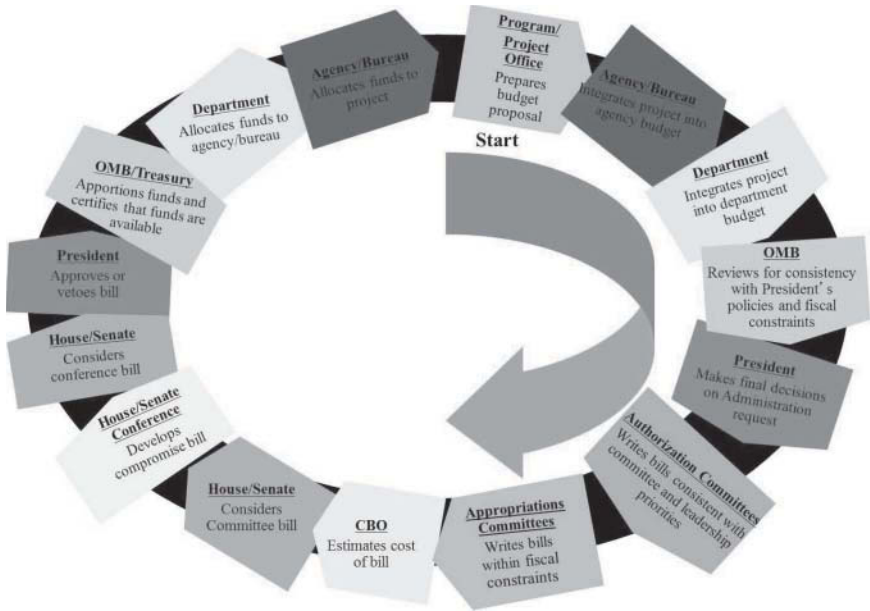 Program/
Project
Office
Prepares
budget
proposal
Start
Agency/Bureau
Integrates project into
agency budget
Department
Integrates project
into department
budget
OMB
Reviews for consistency
with President's
policies and fiscal
constraints
President
Makes final decisions
on Administration
request
Authorization Committees
Writes bills consistent with
committee and leadership
priorities
Appropriations
Committees
Writes bills
within fiscal
constraints
CBO
Estimates cost
of bill
House/Senate
Considers
Committee bill
House/Senate
Conference
Develops
compromise bill
House/Senate
Considers
conference bill
President
Approves or
vetoes bill
OMB/Treasury
Apportions funds and
certifies that funds are
available
Department
Allocates funds to
agency/bureau
Agency/Bureau
Allocates funds to
project